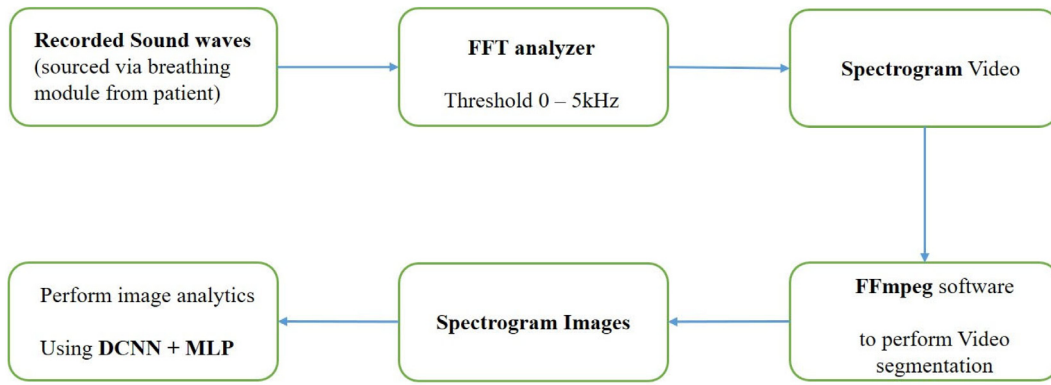 Recorded Sound waves
(sourced via breathing
module from patient)
FFT analyzer
Threshold 0 – 5kHz
Spectrogram Video
FFmpeg software
to perform Video
segmentation
Spectrogram Images
Perform image analytics
Using DCNN + MLP